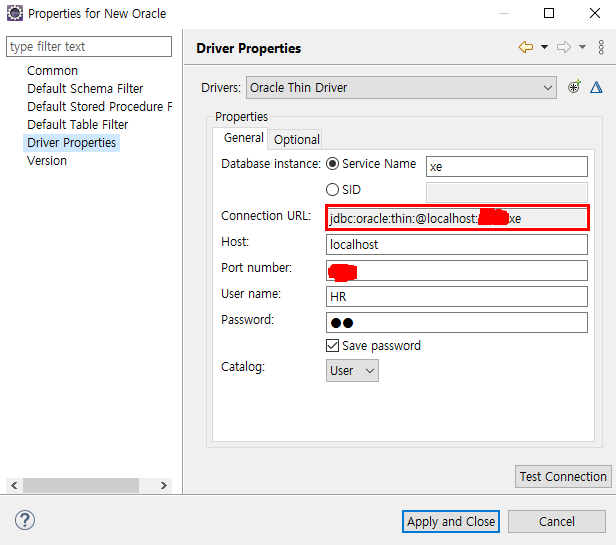 Properties for New Oracle
type filter text
Common
Default Schema Filter
Default Stored Procedure F
Default Table Filter
Driver Properties
Version
Driver Properties
Drivers: Oracle Thin Driver
Properties
General Optional
Database instance: Service Name xe
SID
Connection URL: jdbc:oracle:thin:@localhost: xe
Host: localhost
Port number:
User name: HR
Password: ●●
Save password
Catalog: User
Test Connection
Apply and Close Cancel